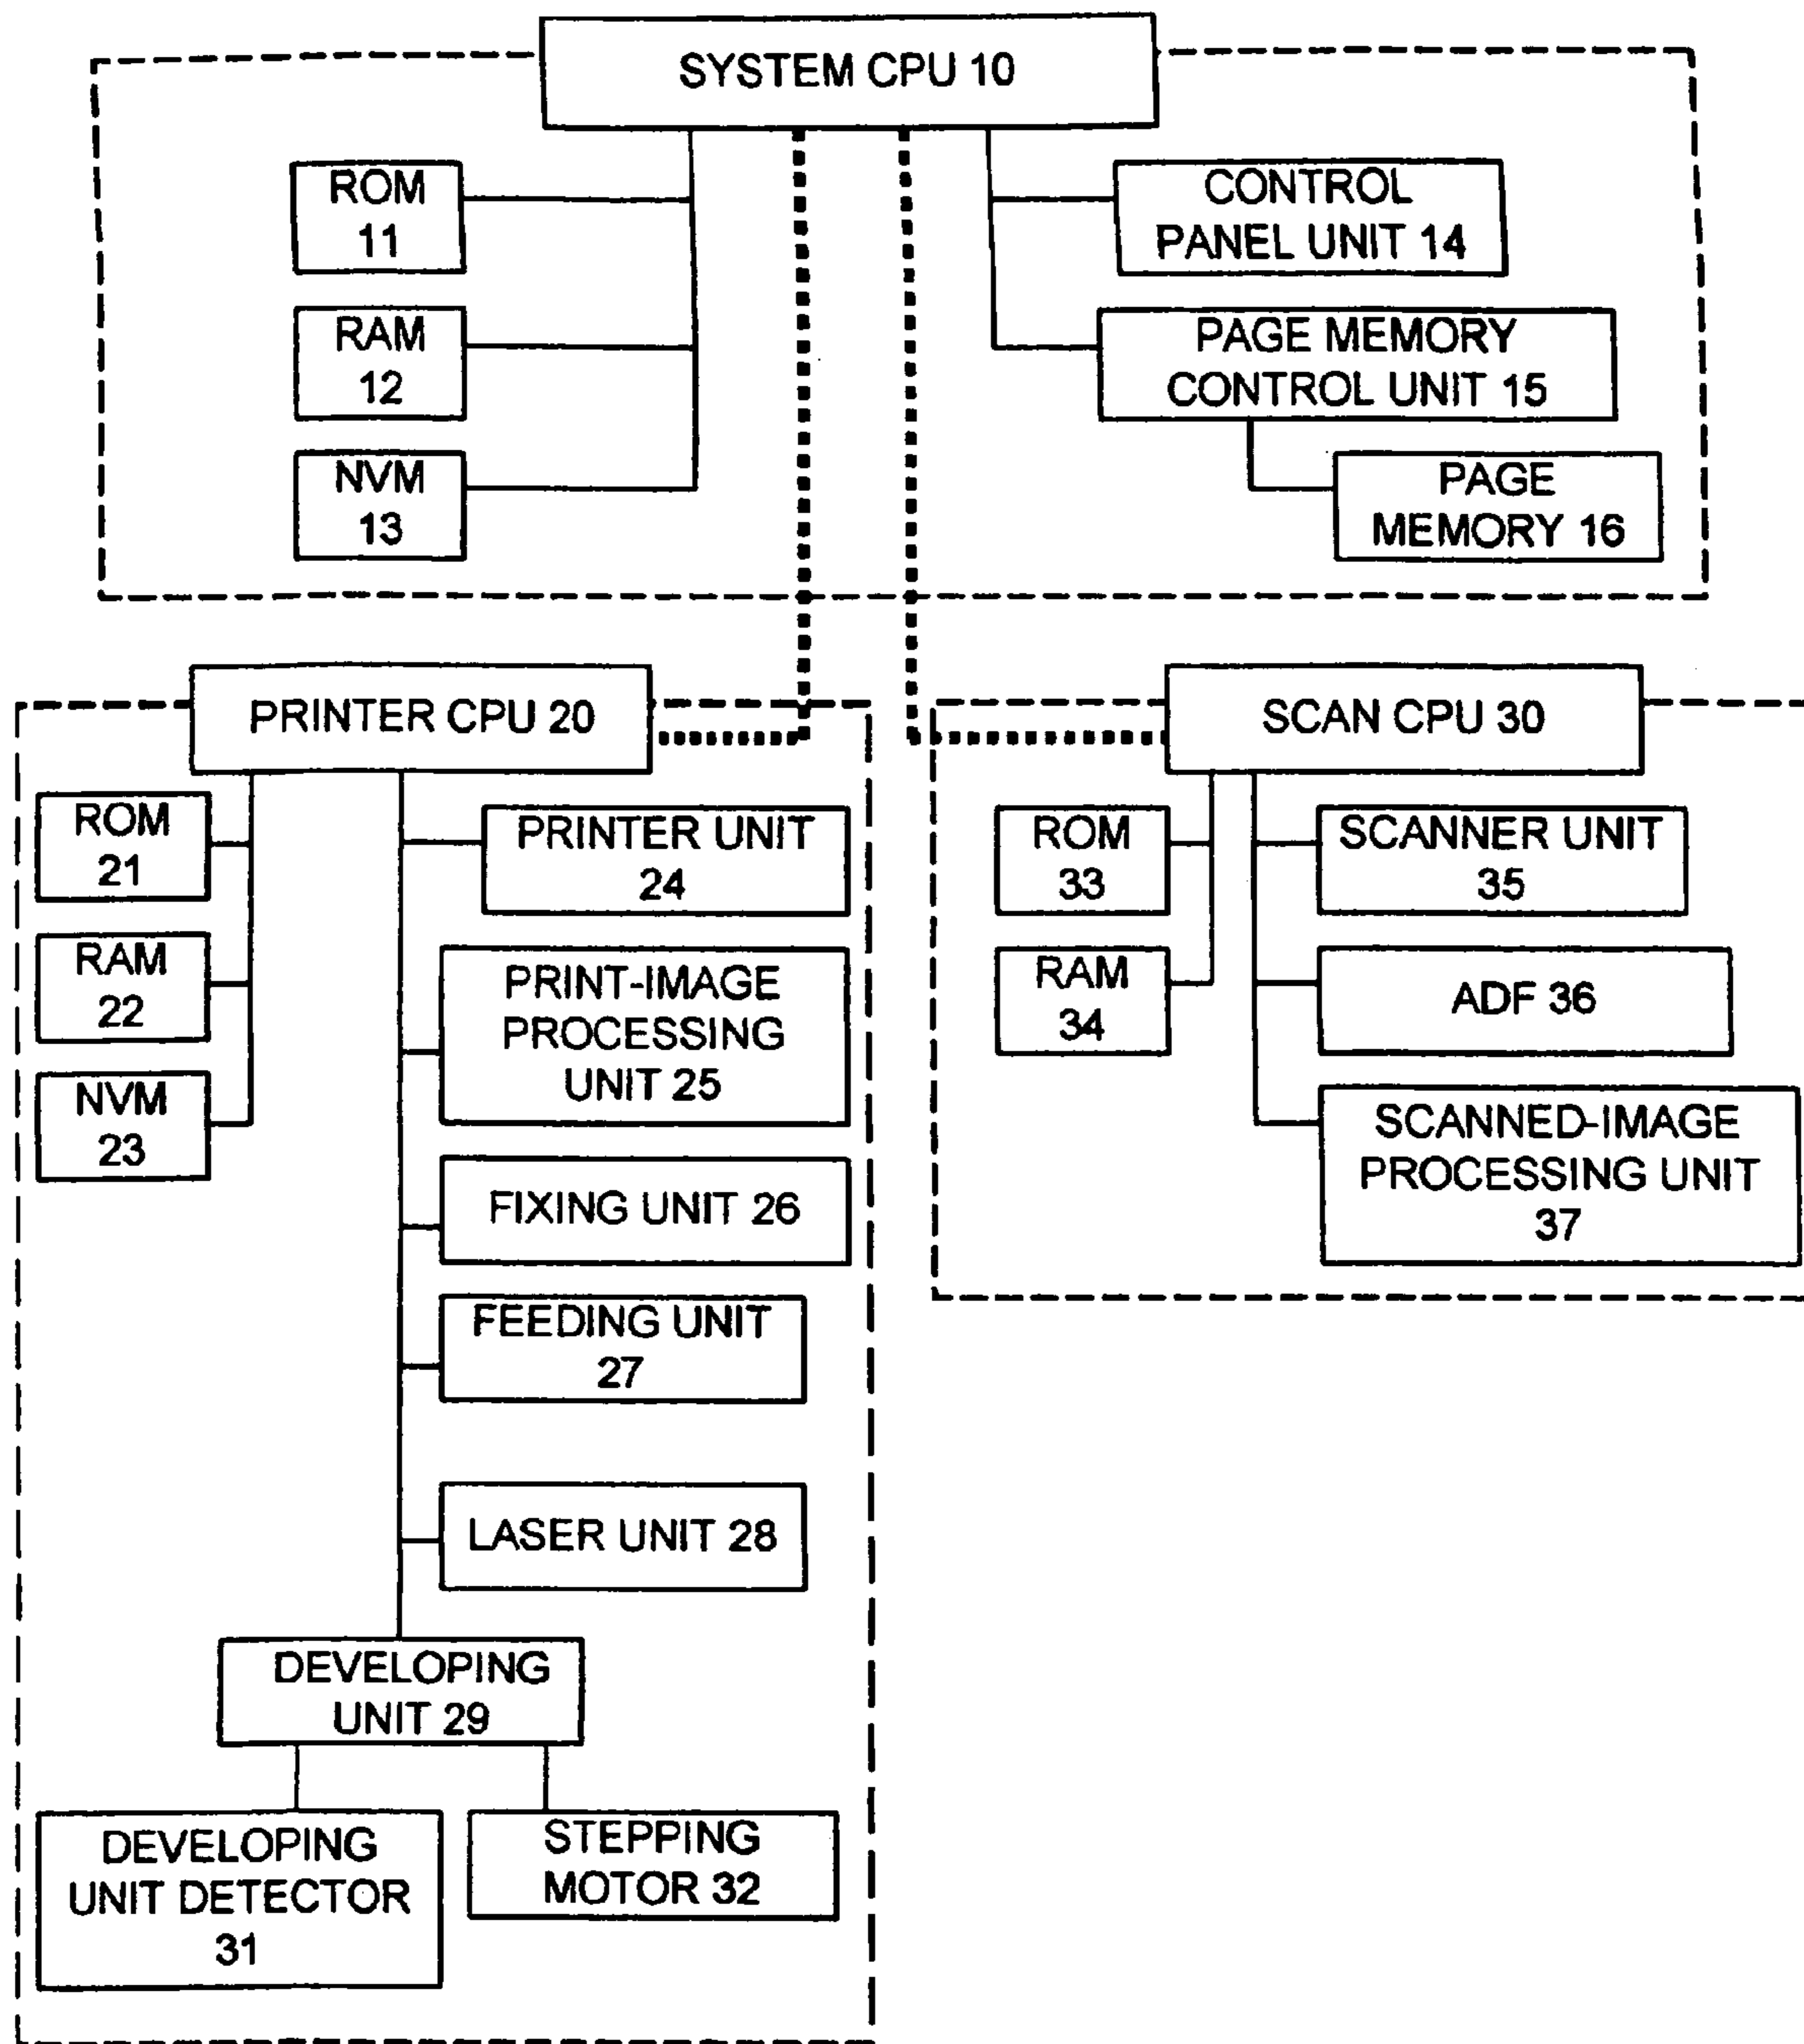 SYSTEM CPU 10
ROM
11
RAM
12
NVM
13
CONTROL
PANEL UNIT 14
PAGE MEMORY
CONTROL UNIT 15
PAGE
MEMORY 16
PRINTER CPU 20
ROM
21
RAM
22
NVM
23
PRINTER UNIT
24
PRINT-IMAGE
PROCESSING
UNIT 25
FIXING UNIT 26
FEEDING UNIT
27
LASER UNIT 28
DEVELOPING
UNIT 29
DEVELOPING
UNIT DETECTOR
31
STEPPING
MOTOR 32
SCAN CPU 30
ROM
33
RAM
34
SCANNER UNIT
35
ADF 36
SCANNED-IMAGE
PROCESSING UNIT
37